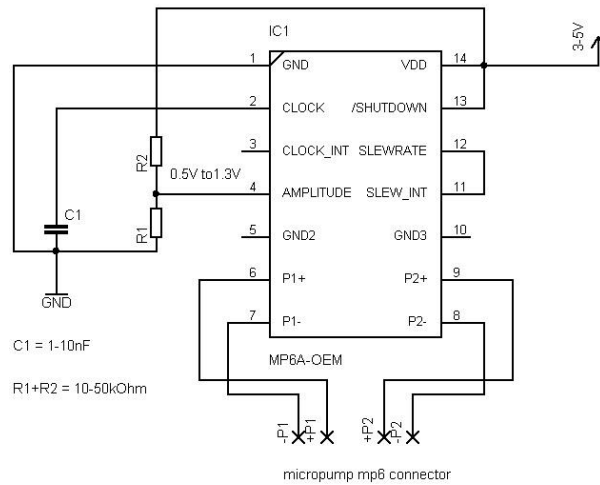 IC1
3-5V
1 GND VDD 14
2 CLOCK /SHUTDOWN 13
3 CLOCK_INT SLEWRATE 12
R2
0.5V to1.3V
4 AMPLITUDE SLEW_INT 11
C1
R1
5 GND2 GND3 10
6 P1+ P2+ 9
GND
7 P1- P2- 8
C1 = 1-10nF
MP6A-OEM
R1+R2 = 10-50kOhm
-P1 +P1 +P2 -P2
micropump mp6 connector